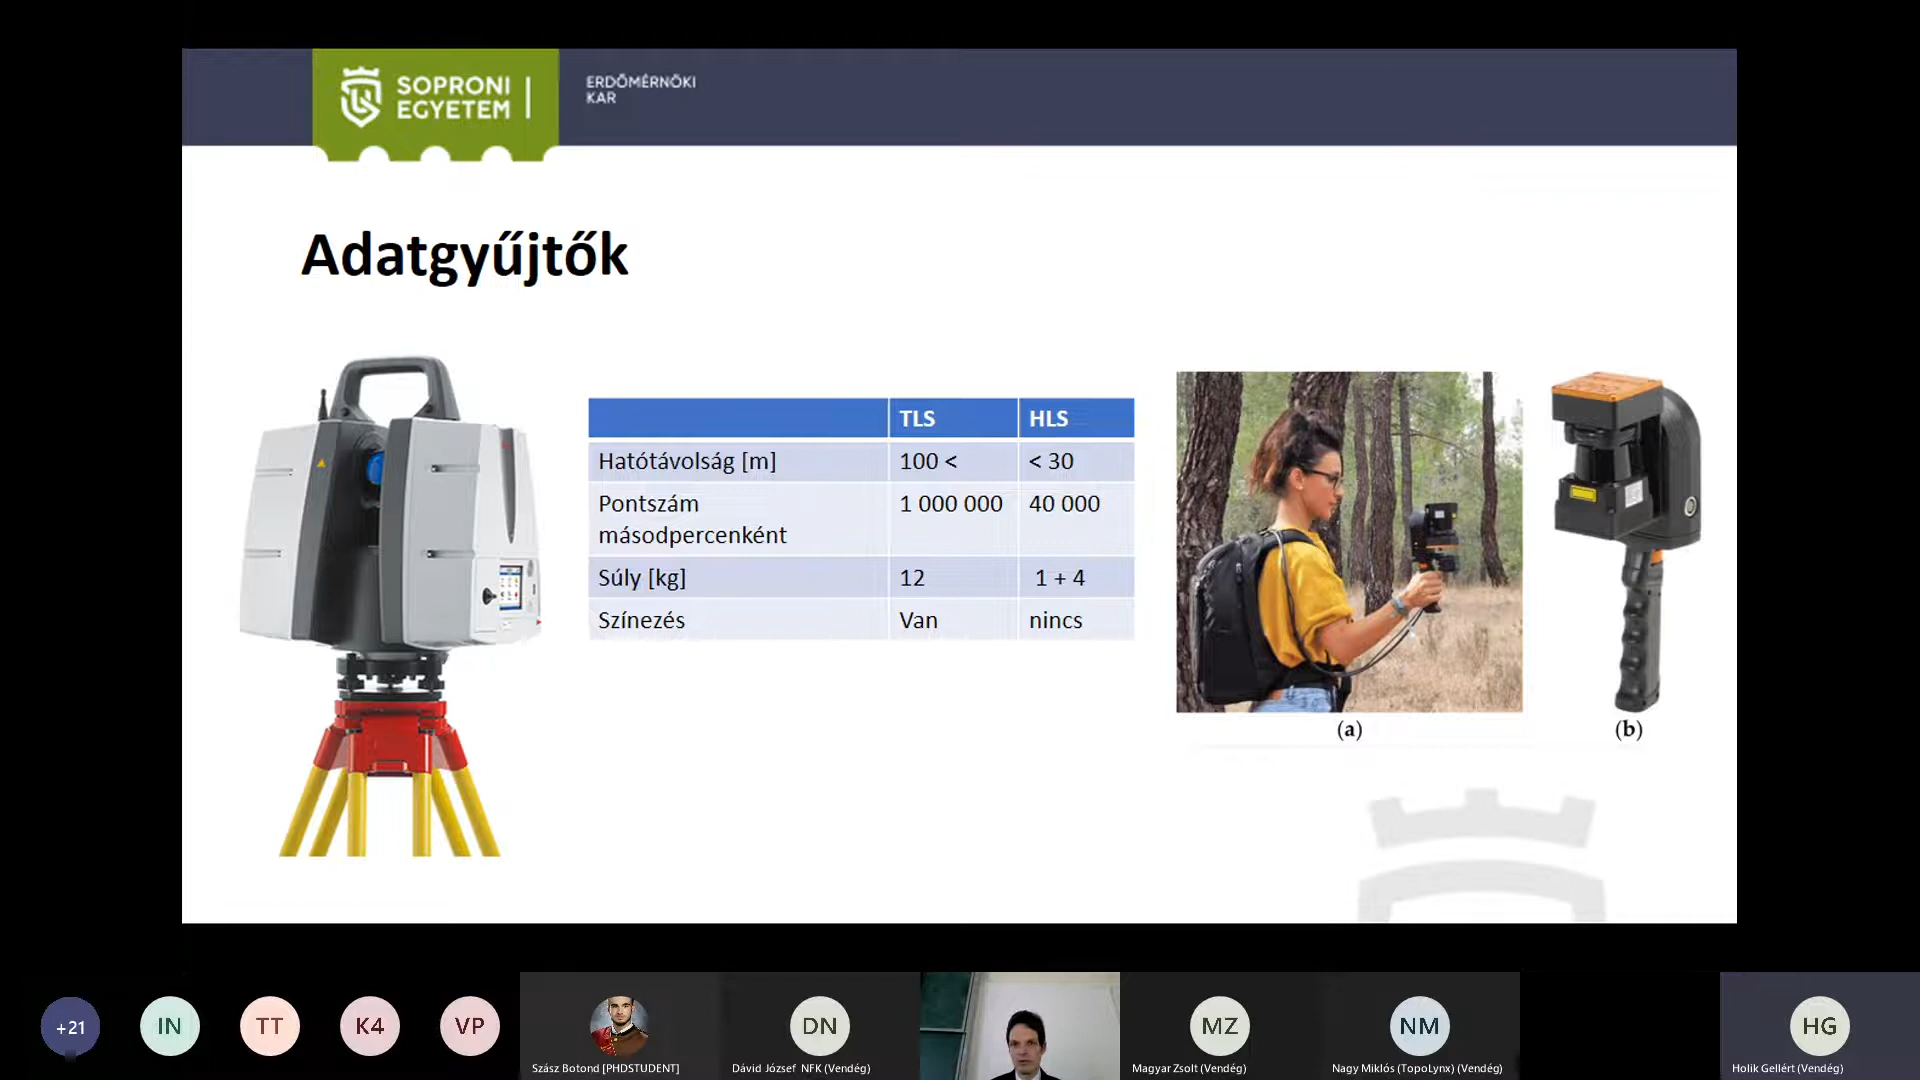 SOPRONI
EGYETEM
ERDŐMÉRNÖKI
KAR
Adatgyűjtők
TLS HLS
Hatótávolság [m] 100 < < 30
Pontszám
másodpercenként 1 000 000 40 000
Súly [kg] 12 1 + 4
Színezés Van nincs
(a) (b)
+21 IN TT K4 VP DN MZ NM HG
Szász Botond [PHDSTUDENT] Dávid József NFK (Vendég) Magyar Zsolt (Vendég) Nagy Miklós (TopoLynx) (Vendég) Holik Gellért (Vendég)